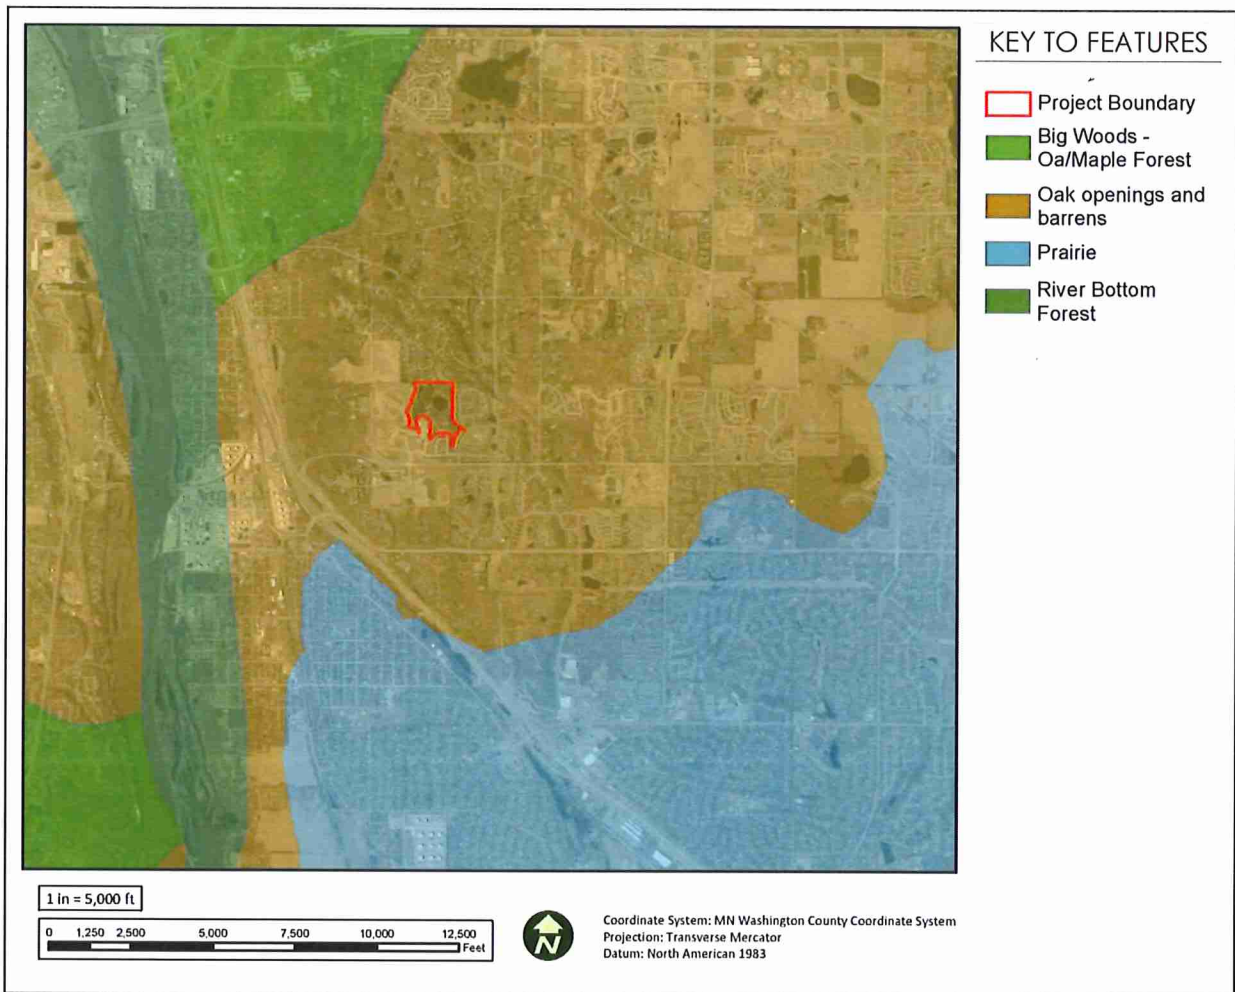 KEY TO FEATURES
Project Boundary
Big Woods -
Oa/Maple Forest
Oak openings and
barrens
Prairie
River Bottom
Forest
1 in = 5,000 ft
0 1,250 2,500 5,000 7,500 10,000 12,500
Feet
N
Coordinate System: MN Washington County Coordinate System
Projection: Transverse Mercator
Datum: North American 1983